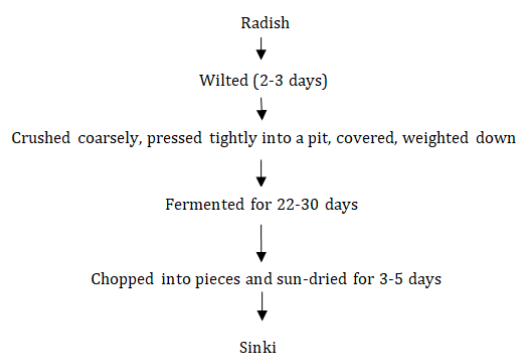 Radish
Wilted (2-3 days)
Crushed coarsely, pressed tightly into a pit, covered, weighted down
Fermented for 22-30 days
Chopped into pieces and sun-dried for 3-5 days
Sinki